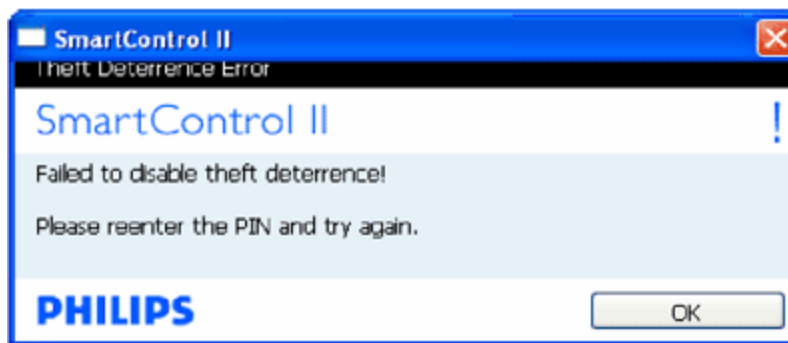 SmartControl II
Theft Deterrence Error
SmartControl II
!
Failed to disable theft deterrence!
Please reenter the PIN and try again.
PHILIPS
OK